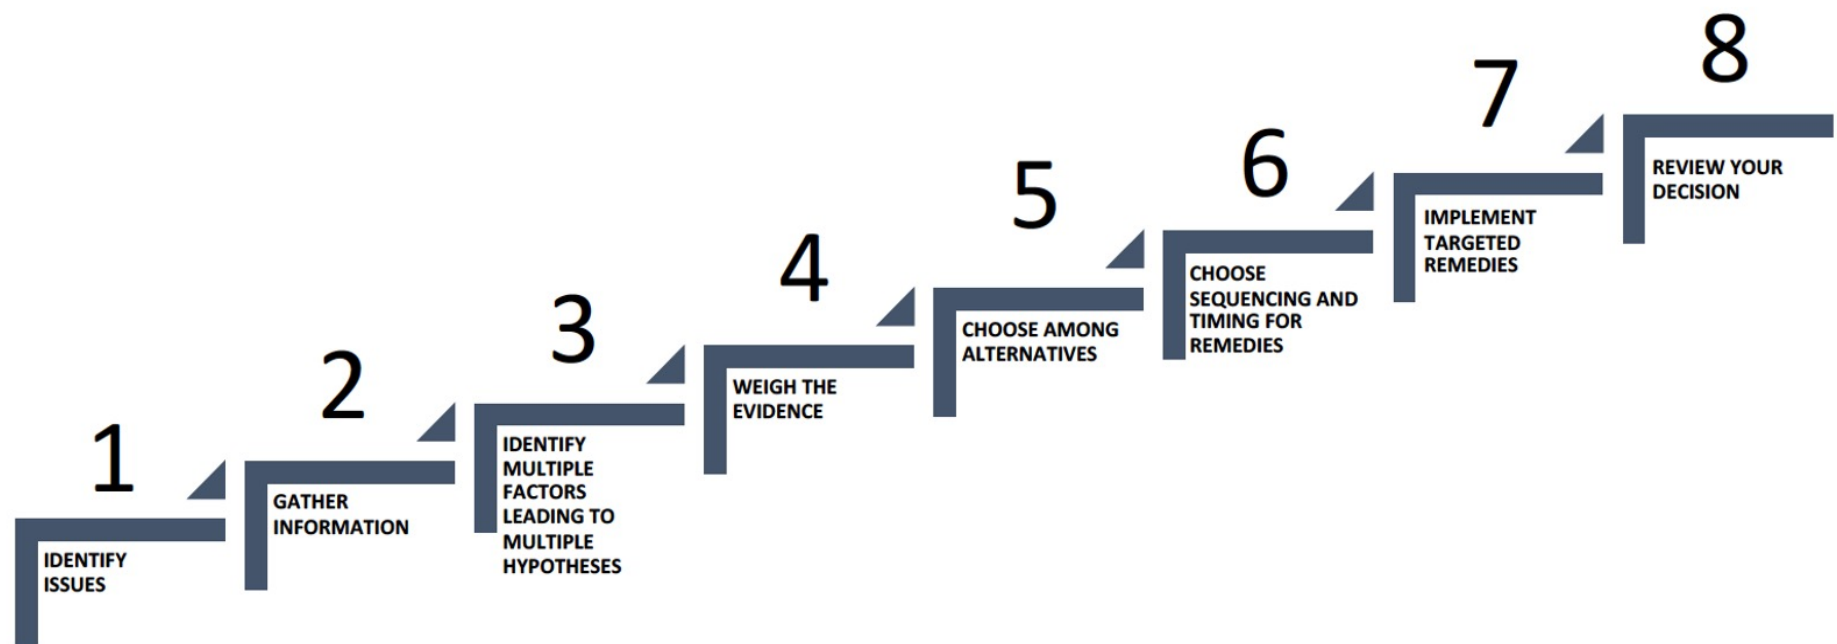 1
IDENTIFY
ISSUES
2
GATHER
INFORMATION
3
IDENTIFY
MULTIPLE
FACTORS
LEADING TO
MULTIPLE
HYPOTHESES
4
WEIGH THE
EVIDENCE
5
CHOOSE AMONG
ALTERNATIVES
6
CHOOSE
SEQUENCING AND
TIMING FOR
REMEDIES
7
IMPLEMENT
TARGETED
REMEDIES
8
REVIEW YOUR
DECISION